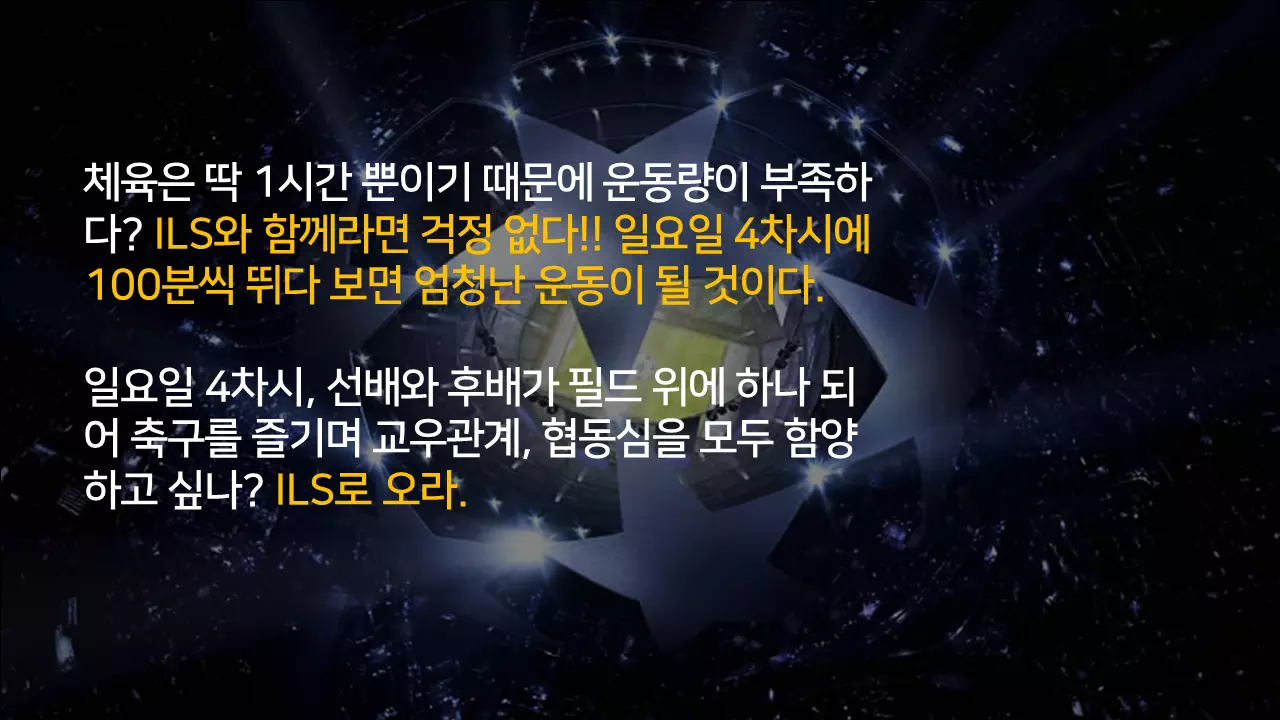 체육은 딱 1시간 뿐이기 때문에 운동량이 부족하
다? ILS와 함께라면 걱정 없다!! 일요일 4차시에
100분씩 뛰다 보면 엄청난 운동이 될 것이다.
일요일 4차시, 선배와 후배가 필드 위에 하나 되
어 축구를 즐기며 교우관계, 협동심을 모두 함양
하고 싶나? ILS로 오라.